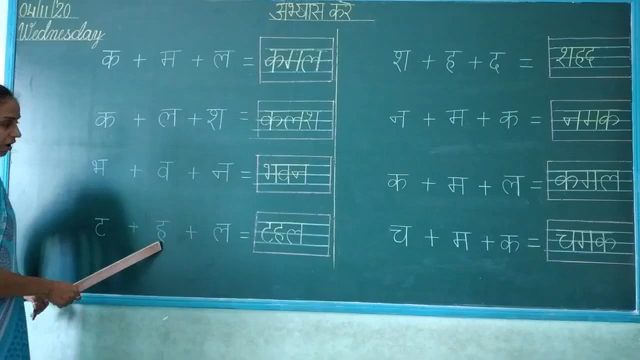 04/11/20
Wednesday
अभ्यास करे
क + म + ल = कमल
क + ल + श = कलश
भ + व + न = भवन
ट + ह + ल = टहल
श + ह + द = शहद
न + म + क = नमक
क + म + ल = कमल
च + म + क = चमक